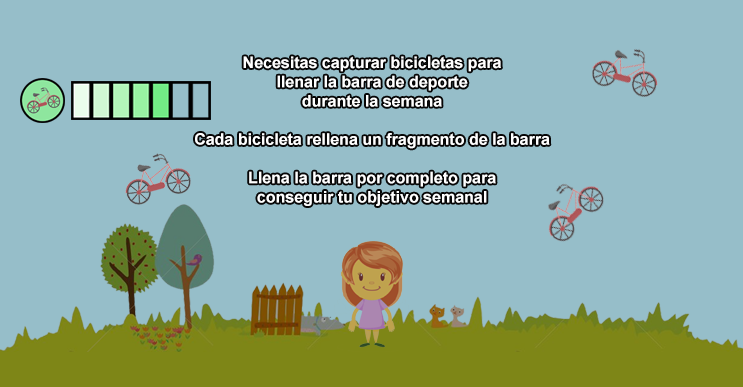 Necesitas capturar bicicletas para
llenar la barra de deporte
durante la semana
Cada bicicleta rellena un fragmento de la barra
Llena la barra por completo para
conseguir tu objetivo semanal